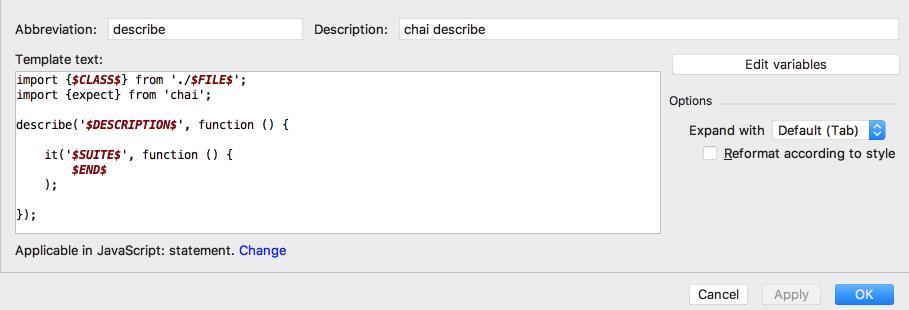 Abbreviation: describe Description: chai describe
Template text:
import {$CLASS$} from './$FILE$';
import {expect} from 'chai';
describe('$DESCRIPTION$', function () {
it('$SUITE$', function () {
$END$
);
});
Edit variables
Options
Expand with Default (Tab)
Reformat according to style
Applicable in JavaScript: statement. Change
Cancel Apply OK